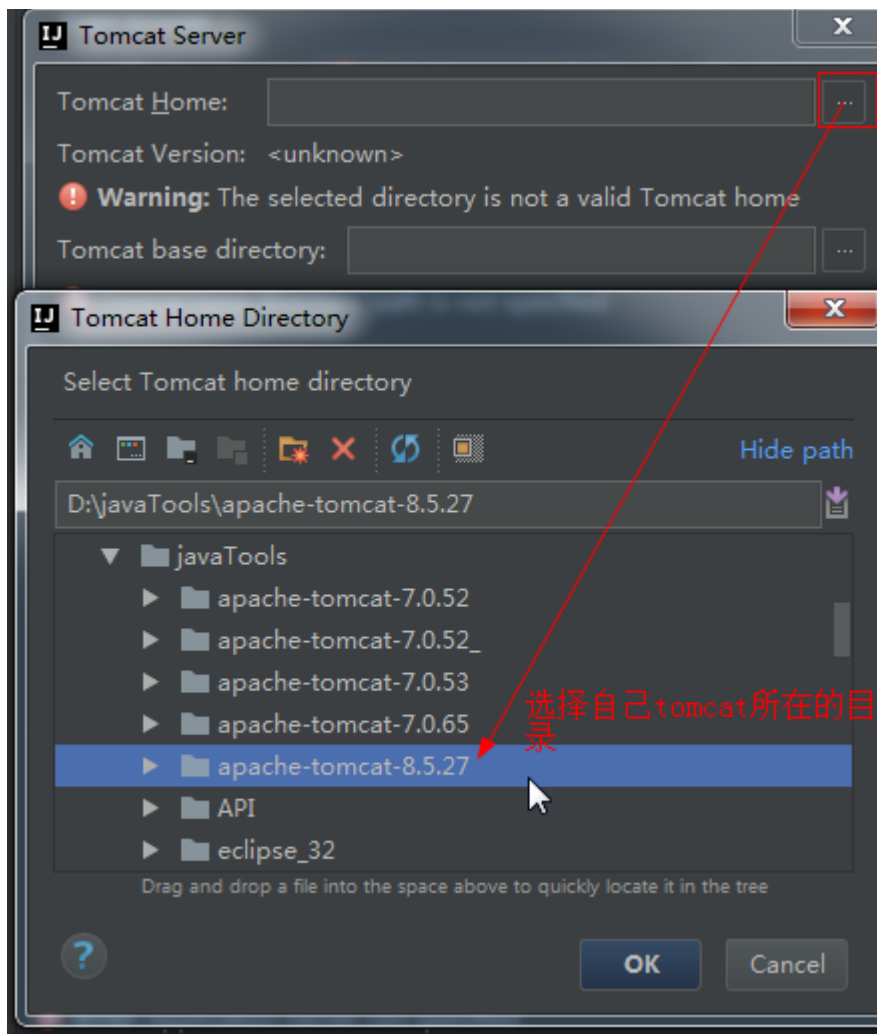 Tomcat Server
Tomcat Home:
...
Tomcat Version: <unknown>
Warning: The selected directory is not a valid Tomcat home
Tomcat base directory:
...
Tomcat Home Directory
Select Tomcat home directory
Hide path
D:\javaTools\apache-tomcat-8.5.27
javaTools
apache-tomcat-7.0.52
apache-tomcat-7.0.52_
apache-tomcat-7.0.53
apache-tomcat-7.0.65
选择自己tomcat所在的目
录
apache-tomcat-8.5.27
API
eclipse_32
Drag and drop a file into the space above to quickly locate it in the tree
?
OK
Cancel